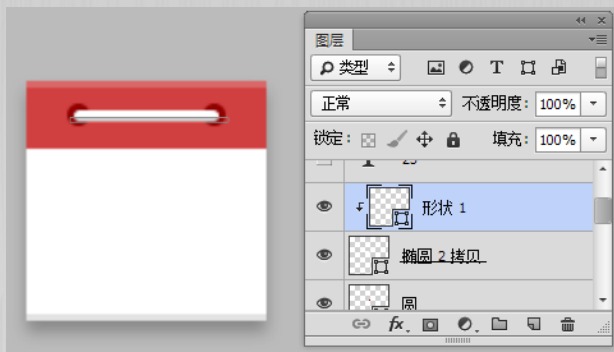 图层
类型
T
正常
不透明度: 100%
锁定:
填充: 100%
形状 1
椭圆 2 拷贝
圆
fx